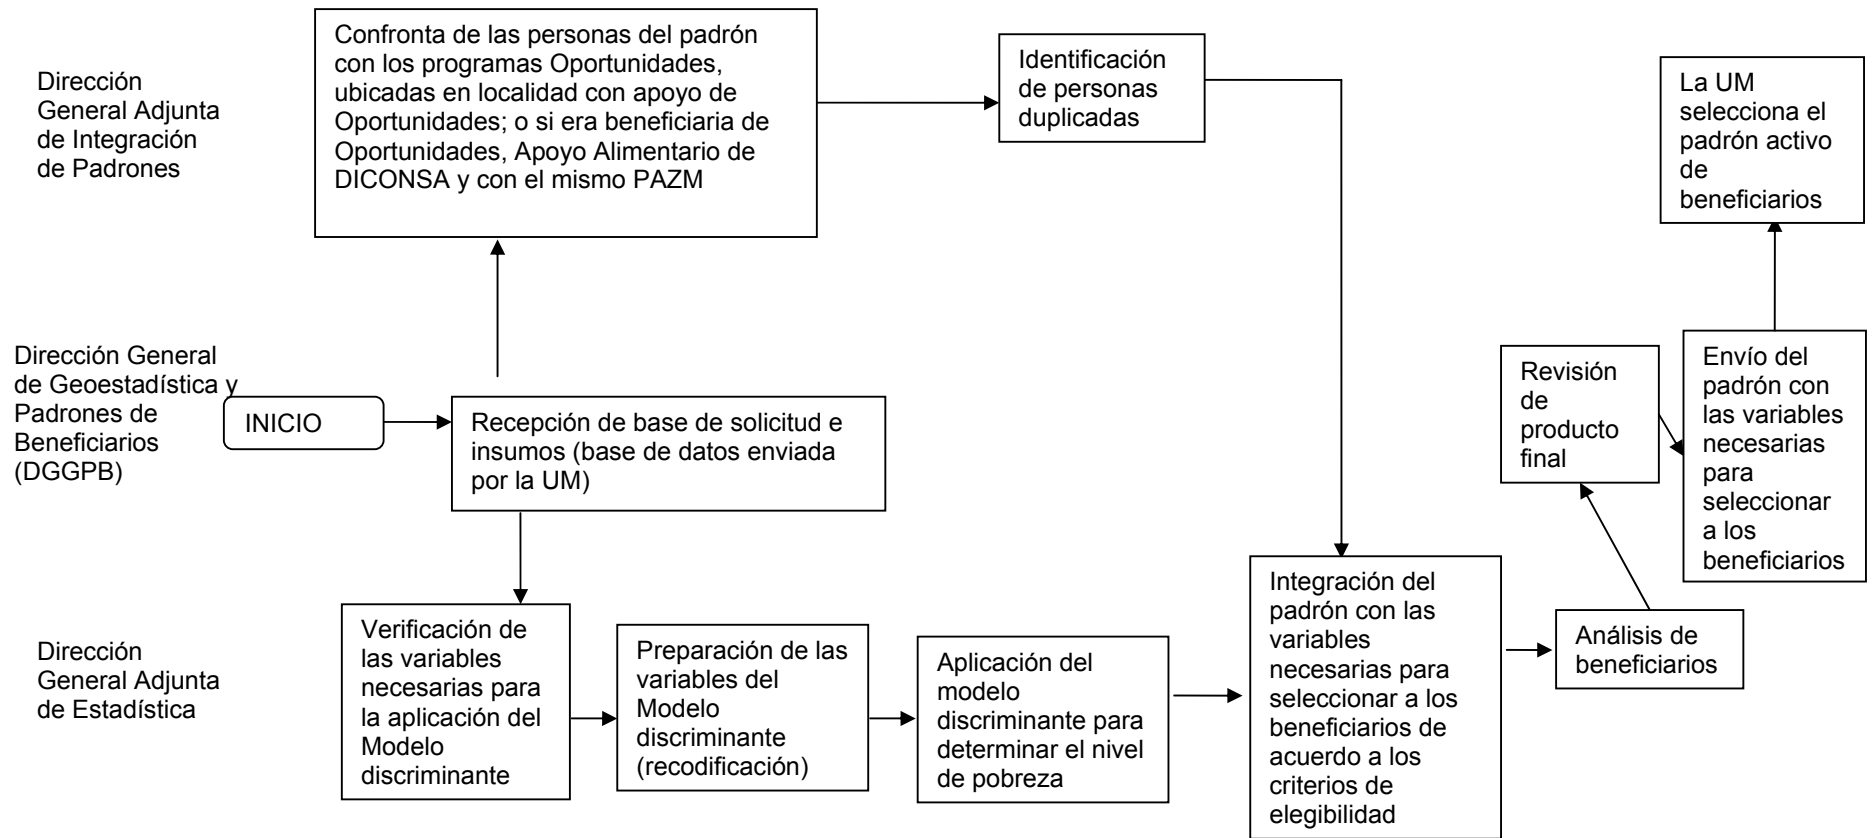 Dirección
General Adjunta
de Integración
de Padrones
Confronta de las personas del padrón
con los programas Oportunidades,
ubicadas en localidad con apoyo de
Oportunidades; o si era beneficiaria de
Oportunidades, Apoyo Alimentario de
DICONSA y con el mismo PAZM
Identificación
de personas
duplicadas
La UM
selecciona el
padrón activo
de
beneficiarios
Dirección General
de Geoestadística y
Padrones de
Beneficiarios
(DGGPB)
INICIO
Recepción de base de solicitud e
insumos (base de datos enviada
por la UM)
Revisión
de
producto
final
Envío del
padrón con
las variables
necesarias
para
seleccionar
a los
beneficiarios
Dirección
General Adjunta
de Estadística
Verificación de
las variables
necesarias para
la aplicación del
Modelo
discriminante
Preparación de las
variables del
Modelo
discriminante
(recodificación)
Aplicación del
modelo
discriminante para
determinar el nivel
de pobreza
Integración del
padrón con las
variables
necesarias para
seleccionar a los
beneficiarios de
acuerdo a los
criterios de
elegibilidad
Análisis de
beneficiarios